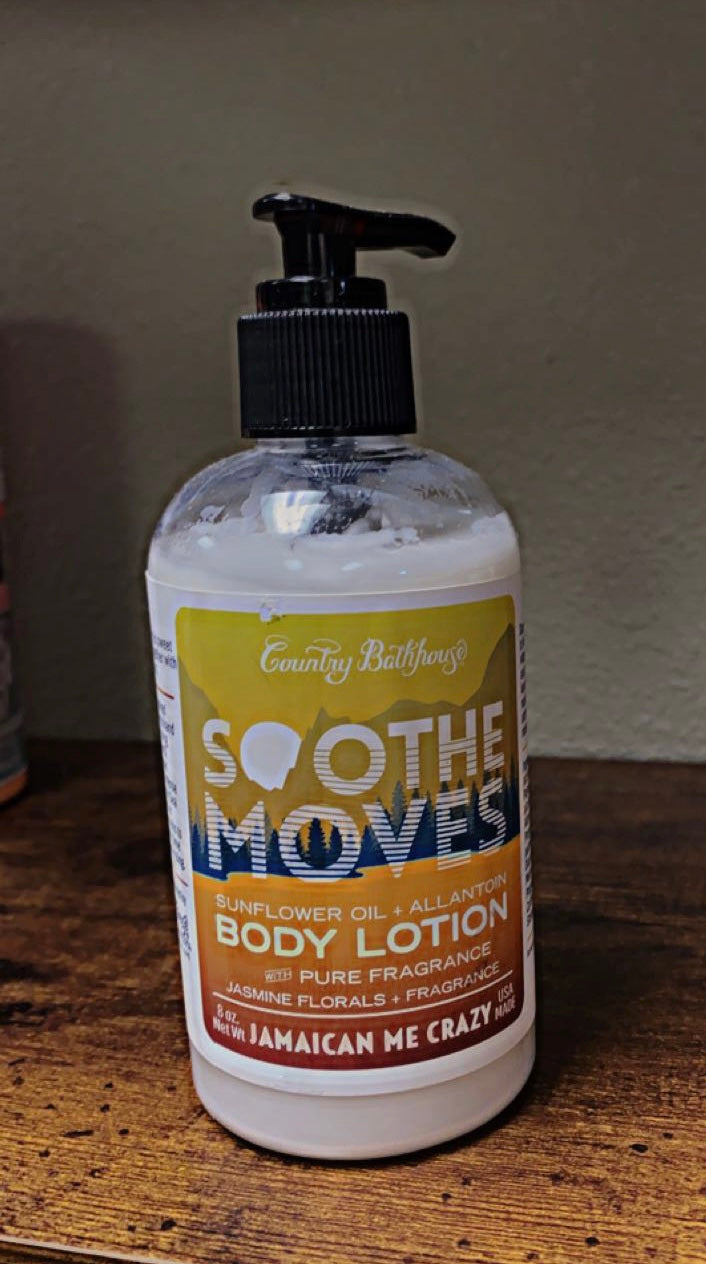 Country Bathhouse
SOOTHE
MOVES
SUNFLOWER OIL + ALLANTOIN
BODY LOTION
WITH PURE FRAGRANCE
JASMINE FLORALS + FRAGRANCE
8 oz.
Net Wt
JAMAICAN ME CRAZY
USA
MADE